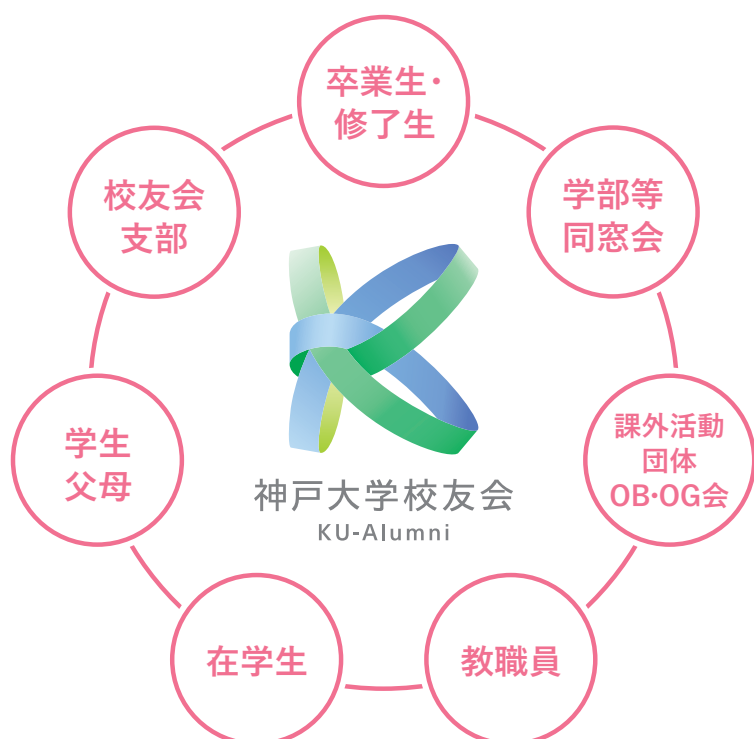 卒業生・
修了生
学部等
同窓会
課外活動
団体
OB・OG会
教職員
在学生
学生
父母
校友会
支部
神戸大学校友会
KU-Alumni